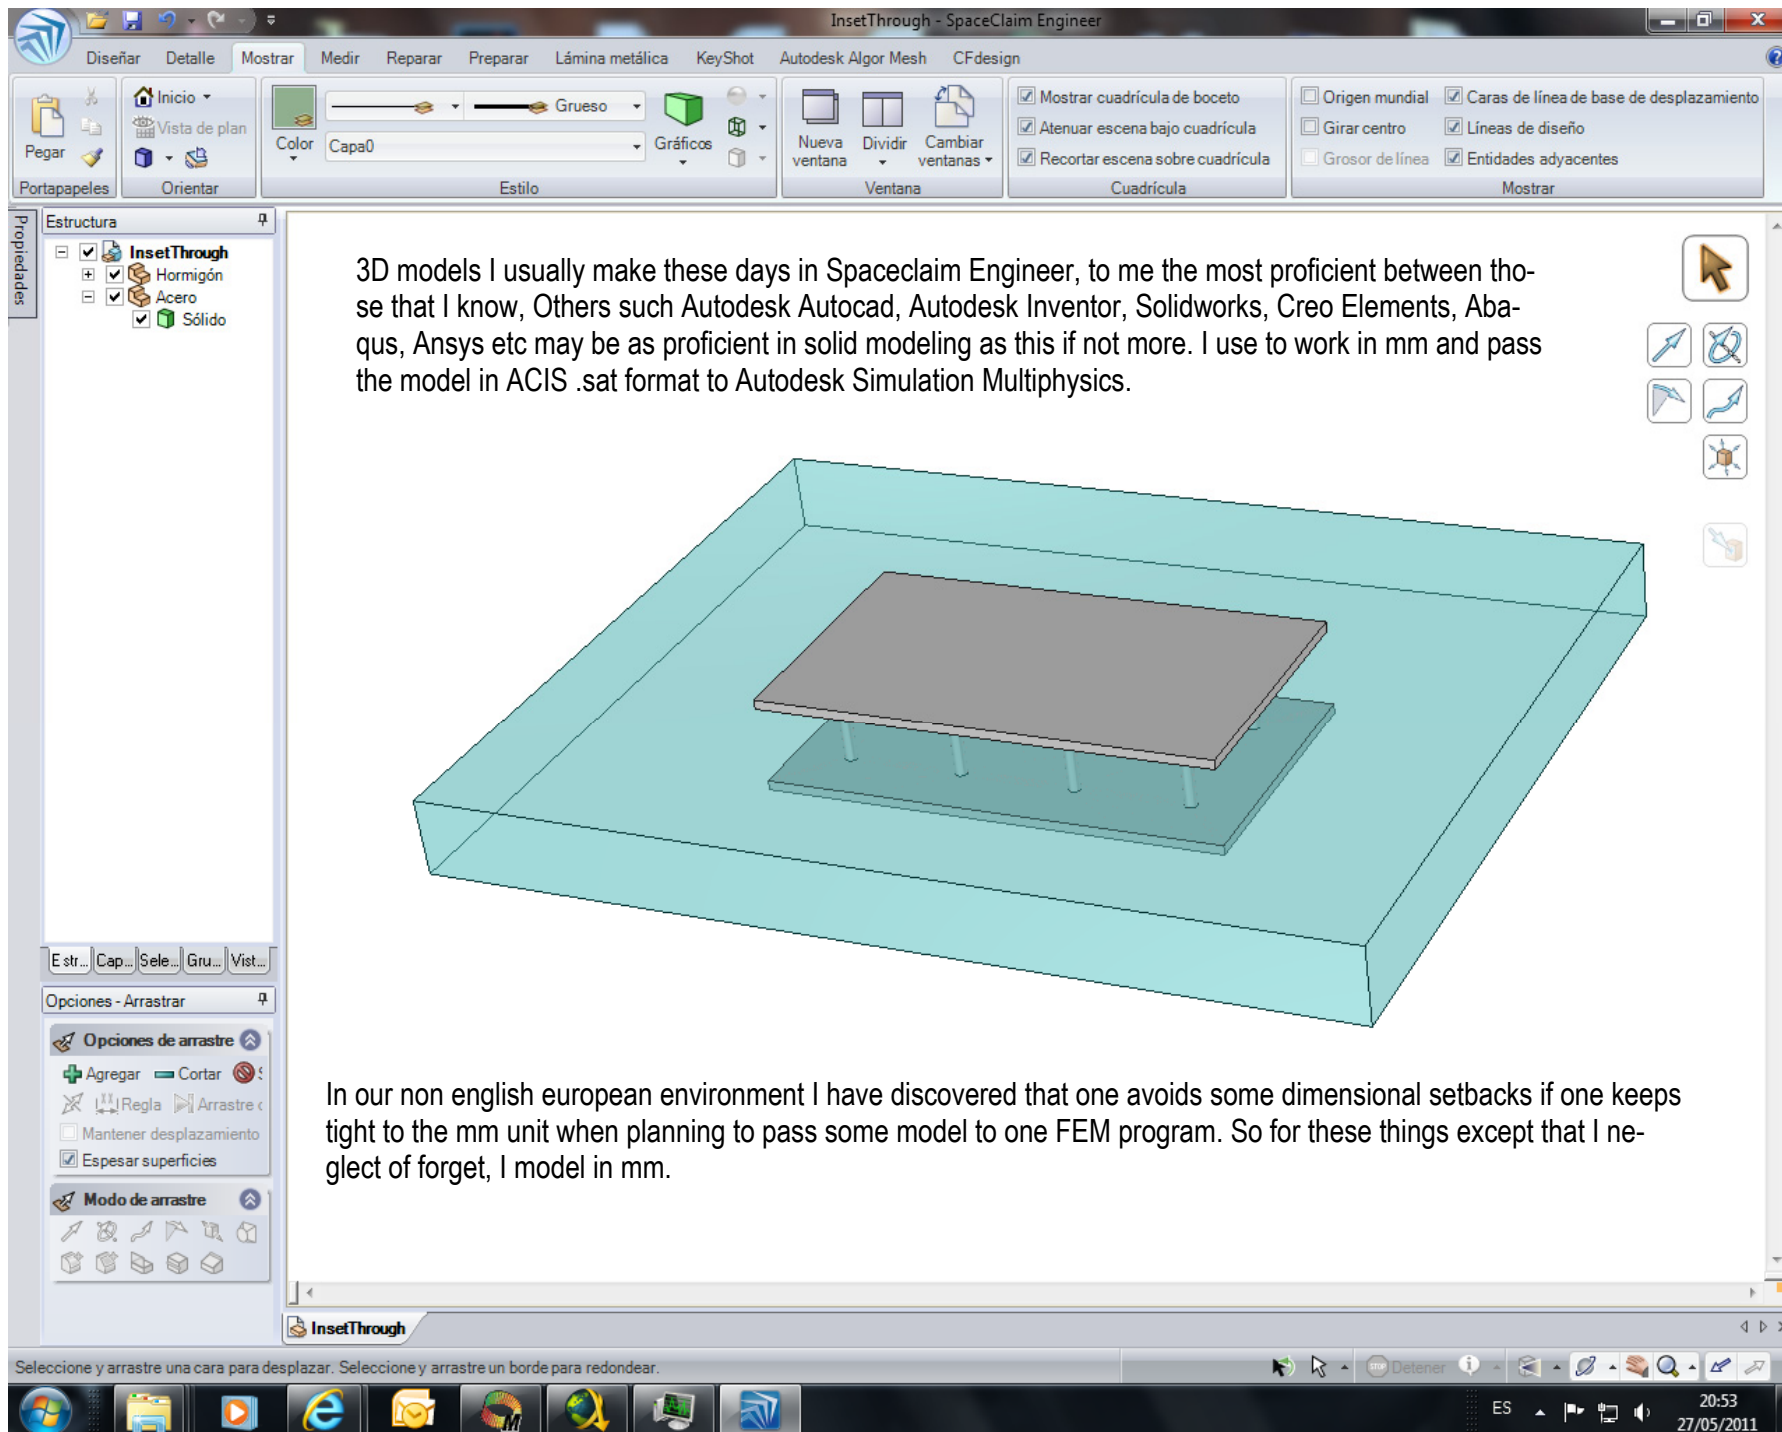 InsetThrough - SpaceClaim Engineer
Diseñar Detalle Mostrar Medir Reparar Preparar Lámina metálica KeyShot Autodesk Algor Mesh CFdesign
Pegar
Portapapeles
Inicio
Vista de plan
Orientar
Color
Grueso
Capa0
Gráficos
Estilo
Nueva ventana
Dividir
Cambiar ventanas
Ventana
Mostrar cuadrícula de boceto
Atenuar escena bajo cuadrícula
Recortar escena sobre cuadrícula
Cuadrícula
Origen mundial
Girar centro
Grosor de línea
Caras de línea de base de desplazamiento
Líneas de diseño
Entidades adyacentes
Mostrar
Propiedades
Estructura
InsetThrough
Hormigón
Acero
Sólido
3D models I usually make these days in Spaceclaim Engineer, to me the most proficient between tho-
se that I know, Others such Autodesk Autocad, Autodesk Inventor, Solidworks, Creo Elements, Aba-
qus, Ansys etc may be as proficient in solid modeling as this if not more. I use to work in mm and pass
the model in ACIS .sat format to Autodesk Simulation Multiphysics.
Estr... Cap... Sele... Gru... Vist...
Opciones - Arrastrar
Opciones de arrastre
Agregar Cortar S
Regla Arrastre
Mantener desplazamiento
Espesar superficies
Modo de arrastre
In our non english european environment I have discovered that one avoids some dimensional setbacks if one keeps
tight to the mm unit when planning to pass some model to one FEM program. So for these things except that I ne-
glect of forget, I model in mm.
InsetThrough
Seleccione y arrastre una cara para desplazar. Seleccione y arrastre un borde para redondear.
STOP Detener
ES
20:53
27/05/2011